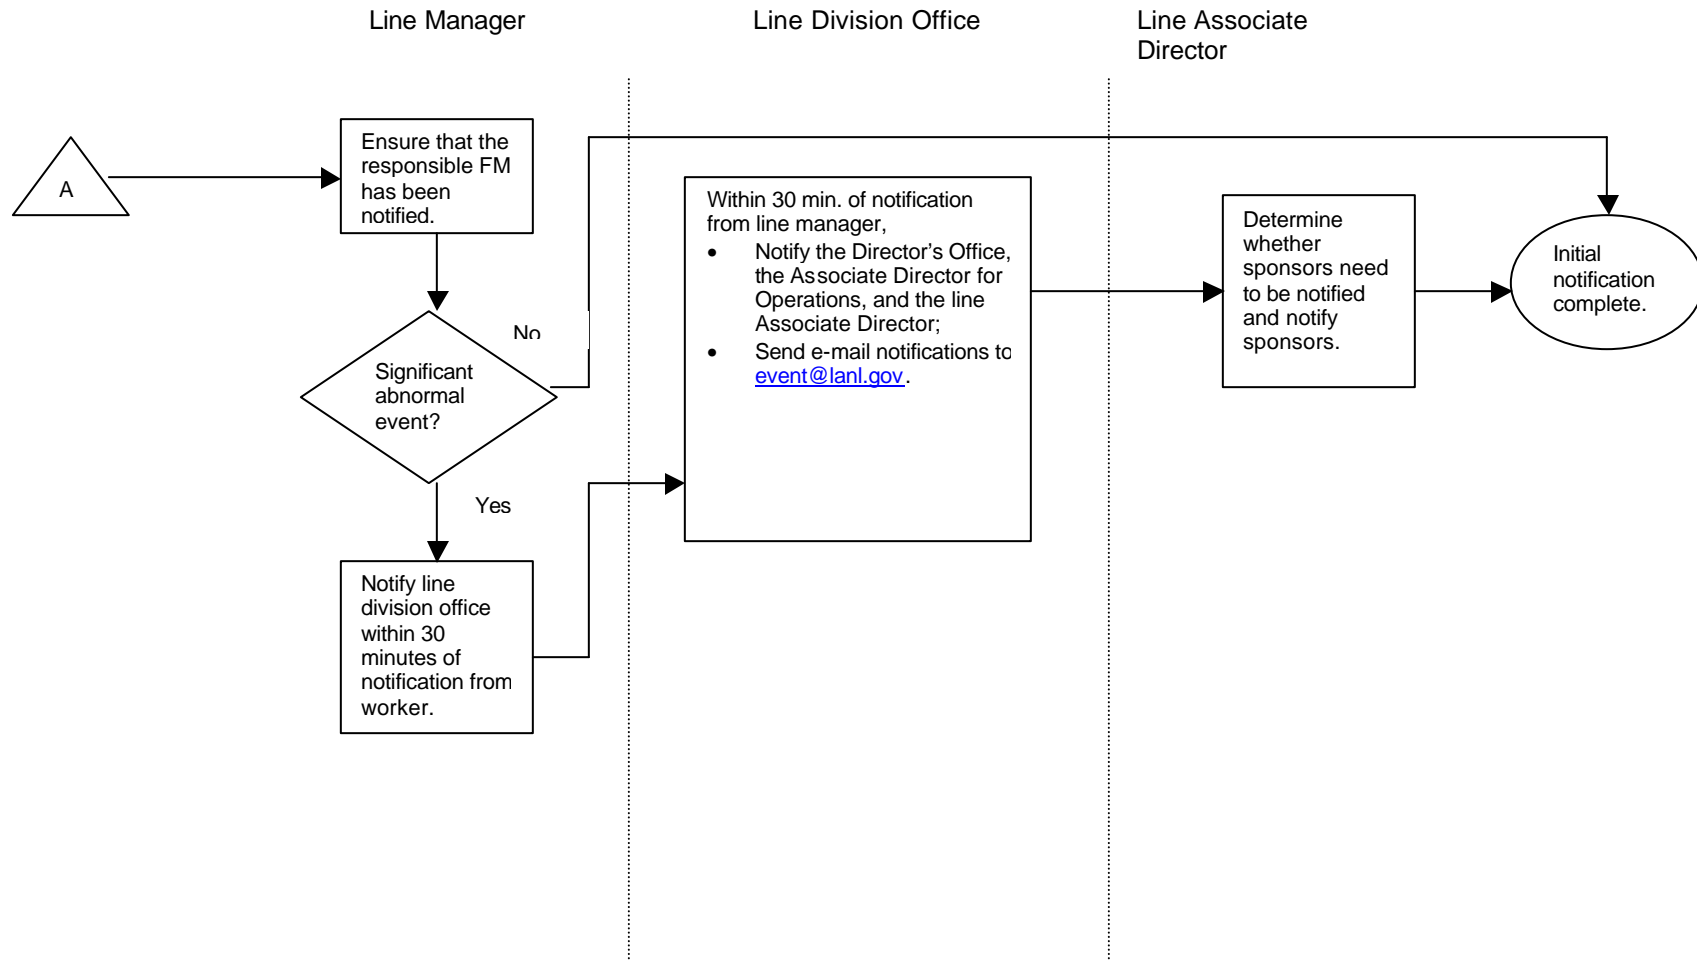 Line Manager
Line Division Office
Line Associate
Director
A
Ensure that the
responsible FM
has been
notified.
Significant
abnormal
event?
No
Yes
Notify line
division office
within 30
minutes of
notification from
worker.
Within 30 min. of notification
from line manager,
• Notify the Director’s Office,
the Associate Director for
Operations, and the line
Associate Director;
• Send e-mail notifications to
event@lanl.gov.
Determine
whether
sponsors need
to be notified
and notify
sponsors.
Initial
notification
complete.